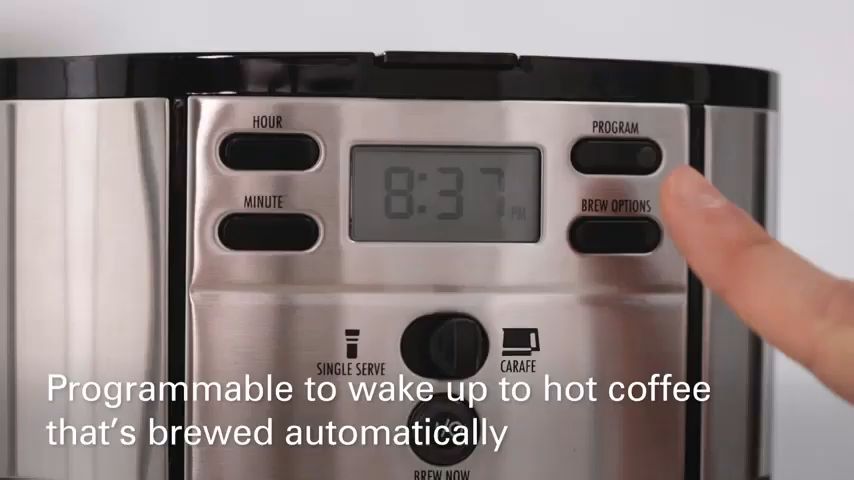 HOUR
PROGRAM
8:37 PM
MINUTE
BREW OPTIONS
SINGLE SERVE
CARAFE
Programmable to wake up to hot coffee
that's brewed automatically
BREW NOW